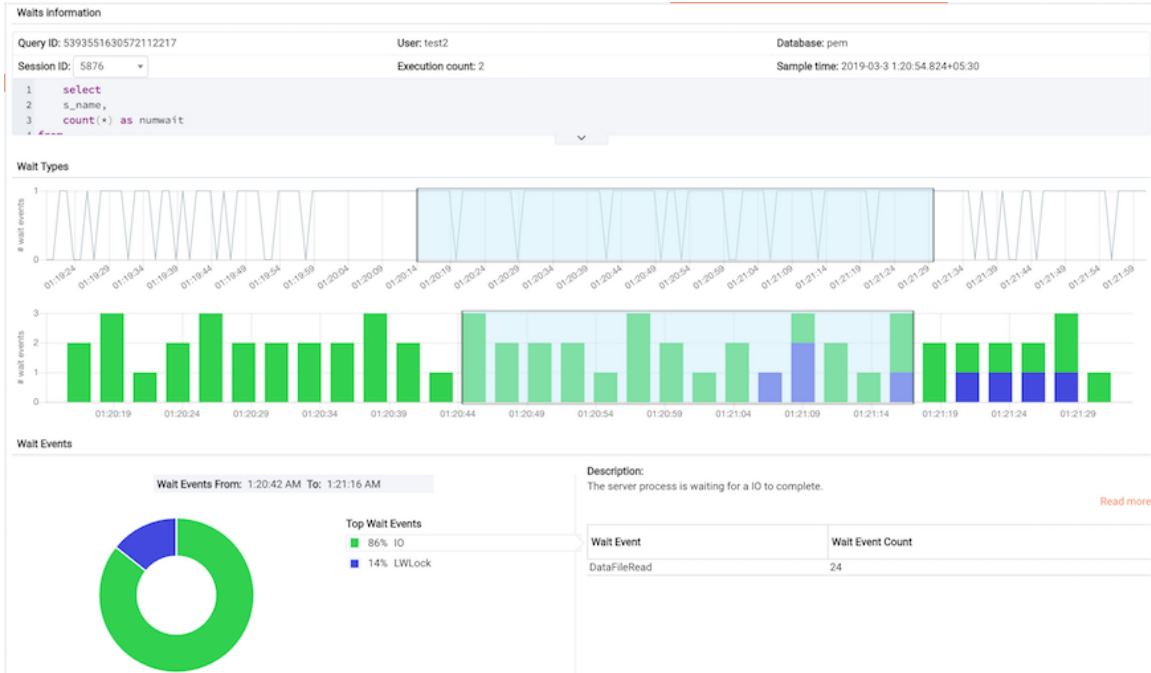 Waits information
Query ID: 5393551630572112217 User: test2 Database: pem
Session ID: 5876 Execution count: 2 Sample time: 2019-03-3 1:20:54.824+05:30
1 select
2 s_name,
3 count(*) as numwait
4 from
Wait Types
# wait events
1
0
01:19:24 01:19:29 01:19:34 01:19:39 01:19:44 01:19:49 01:19:54 01:19:59 01:20:04 01:20:09 01:20:14 01:20:19 01:20:24 01:20:29 01:20:34 01:20:39 01:20:44 01:20:49 01:20:54 01:20:59 01:21:04 01:21:09 01:21:14 01:21:19 01:21:24 01:21:29 01:21:34 01:21:39 01:21:44 01:21:49 01:21:54 01:21:59
# wait events
3
2
1
0
01:20:19 01:20:24 01:20:29 01:20:34 01:20:39 01:20:44 01:20:49 01:20:54 01:20:59 01:21:04 01:21:09 01:21:14 01:21:19 01:21:24 01:21:29
Wait Events
Wait Events From: 1:20:42 AM To: 1:21:16 AM
Top Wait Events
86% IO
14% LWLock
Description:
The server process is waiting for a IO to complete.
Read more
Wait Event Wait Event Count
DataFileRead 24